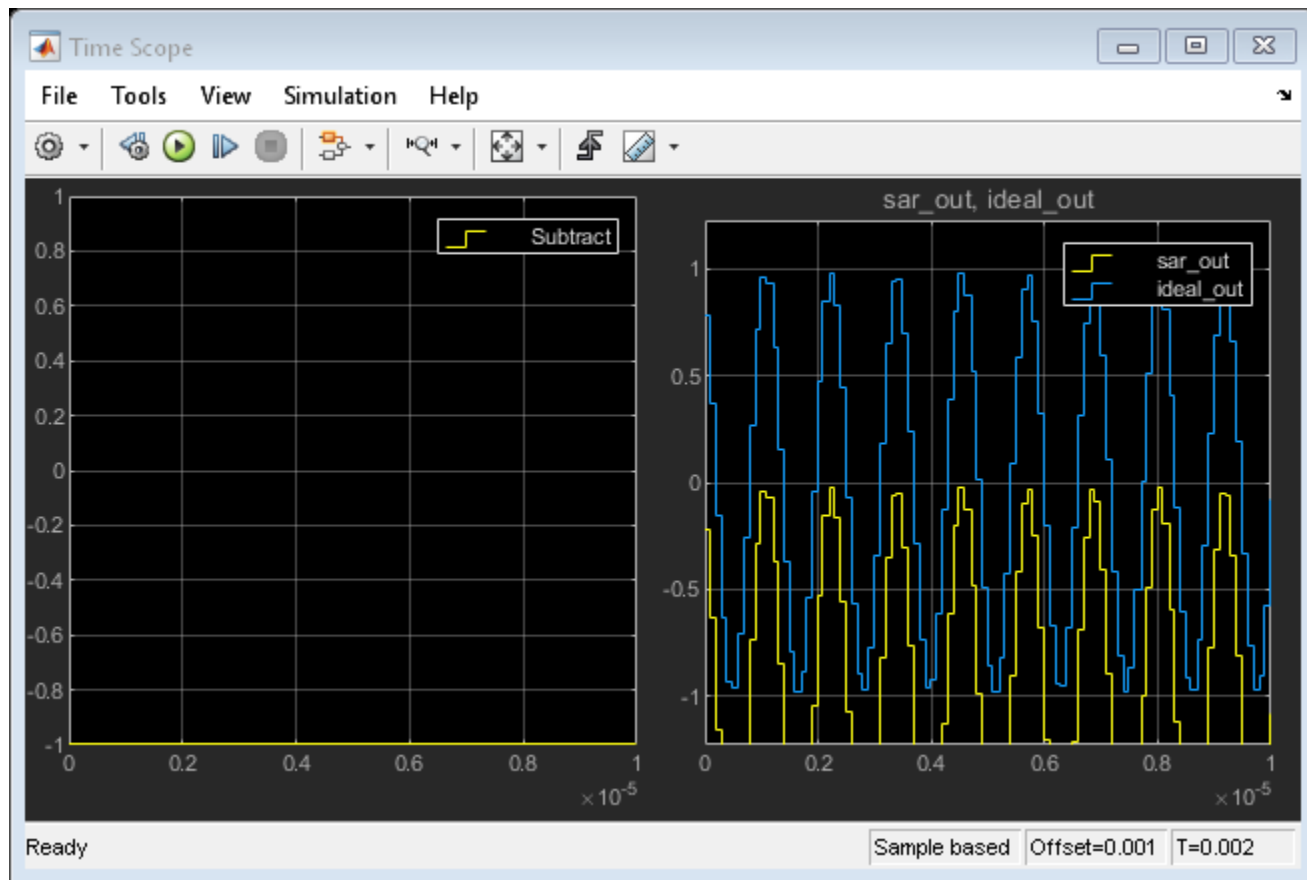 Time Scope
File Tools View Simulation Help
1
0.8
0.6
0.4
0.2
0
-0.2
-0.4
-0.6
-0.8
-1
0 0.2 0.4 0.6 0.8 1
×10-5
Subtract
sar_out, ideal_out
1
0.5
0
-0.5
-1
0 0.2 0.4 0.6 0.8 1
×10-5
sar_out
ideal_out
Ready Sample based Offset=0.001 T=0.002